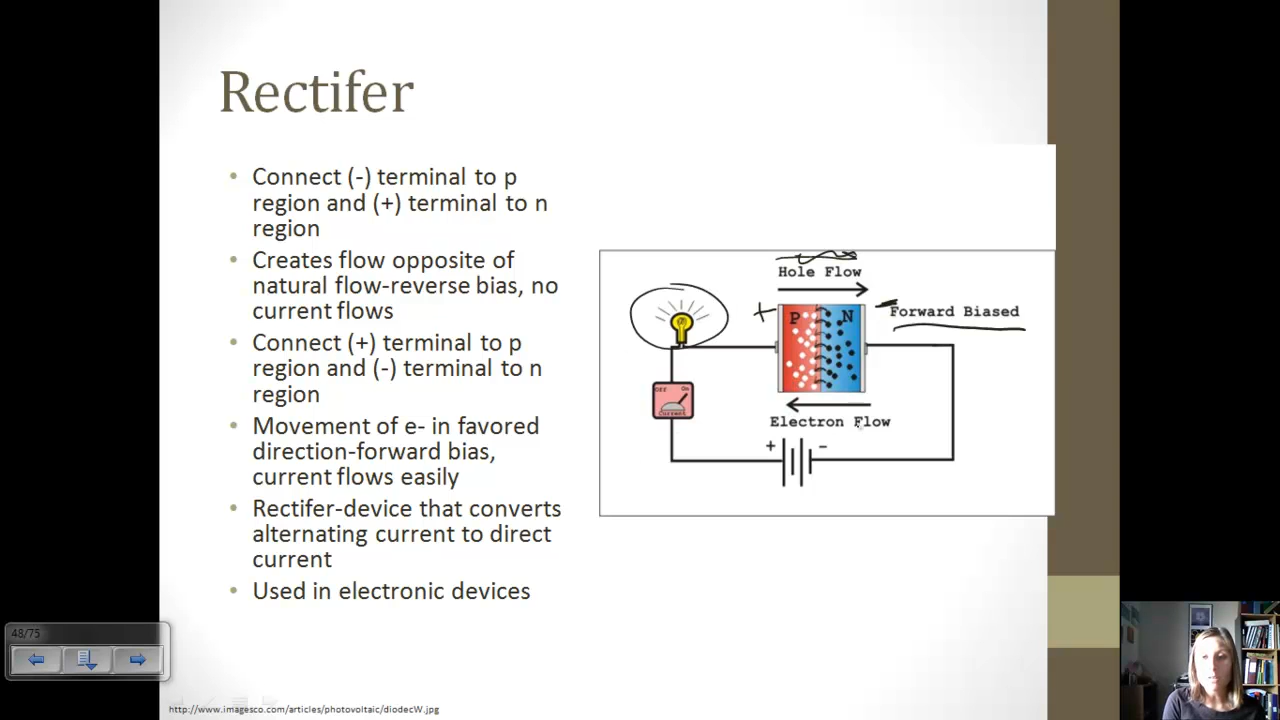 Rectifer
• Connect (-) terminal to p
region and (+) terminal to n
region
• Creates flow opposite of
natural flow-reverse bias, no
current flows
• Connect (+) terminal to p
region and (-) terminal to n
region
• Movement of e- in favored
direction-forward bias,
current flows easily
• Rectifer-device that converts
alternating current to direct
current
• Used in electronic devices
Hole Flow
+
-
Forward Biased
P N
Off On
Current
Electron Flow
+ -
48/75
http://www.imagesco.com/articles/photovoltaic/diodecW.jpg